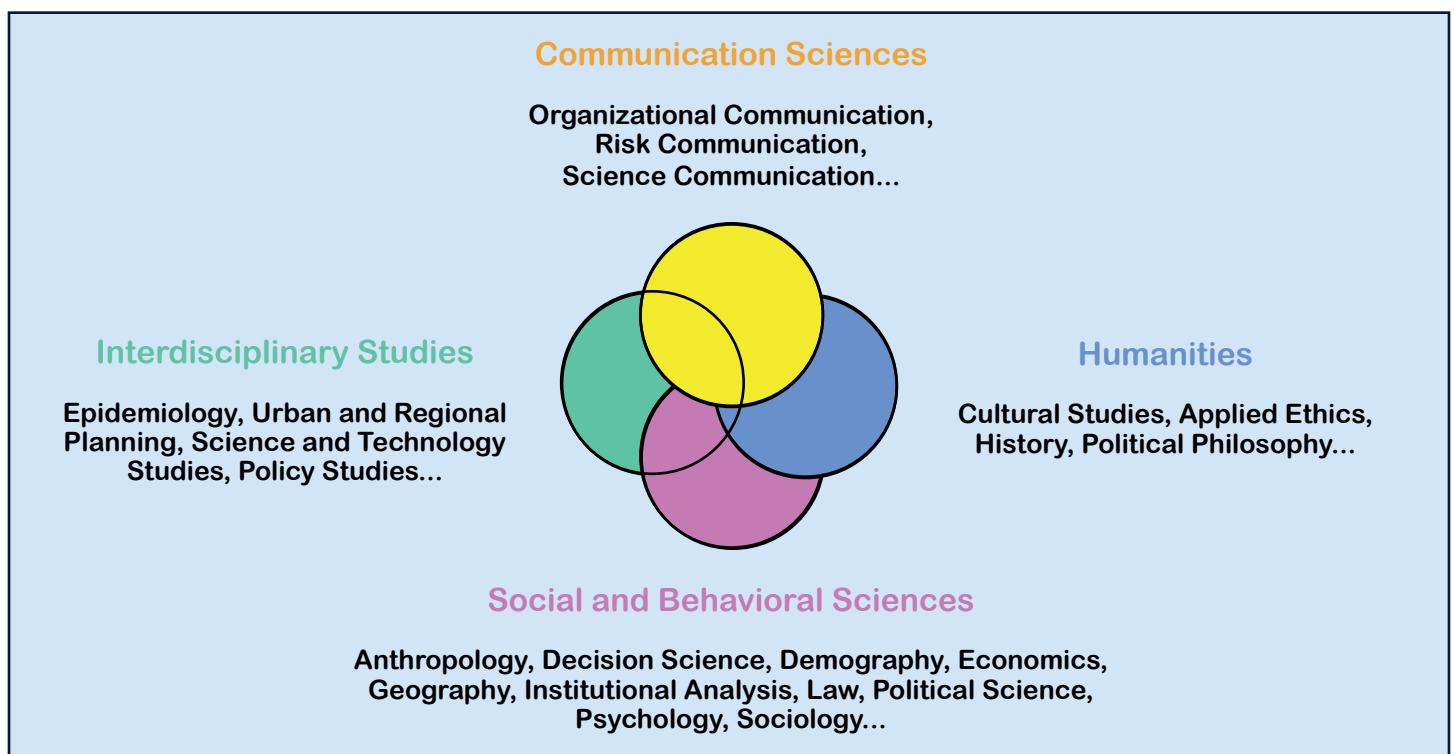 Communication Sciences
Organizational Communication,
Risk Communication,
Science Communication...
Interdisciplinary Studies
Epidemiology, Urban and Regional
Planning, Science and Technology
Studies, Policy Studies...
Humanities
Cultural Studies, Applied Ethics,
History, Political Philosophy...
Social and Behavioral Sciences
Anthropology, Decision Science, Demography, Economics,
Geography, Institutional Analysis, Law, Political Science,
Psychology, Sociology...